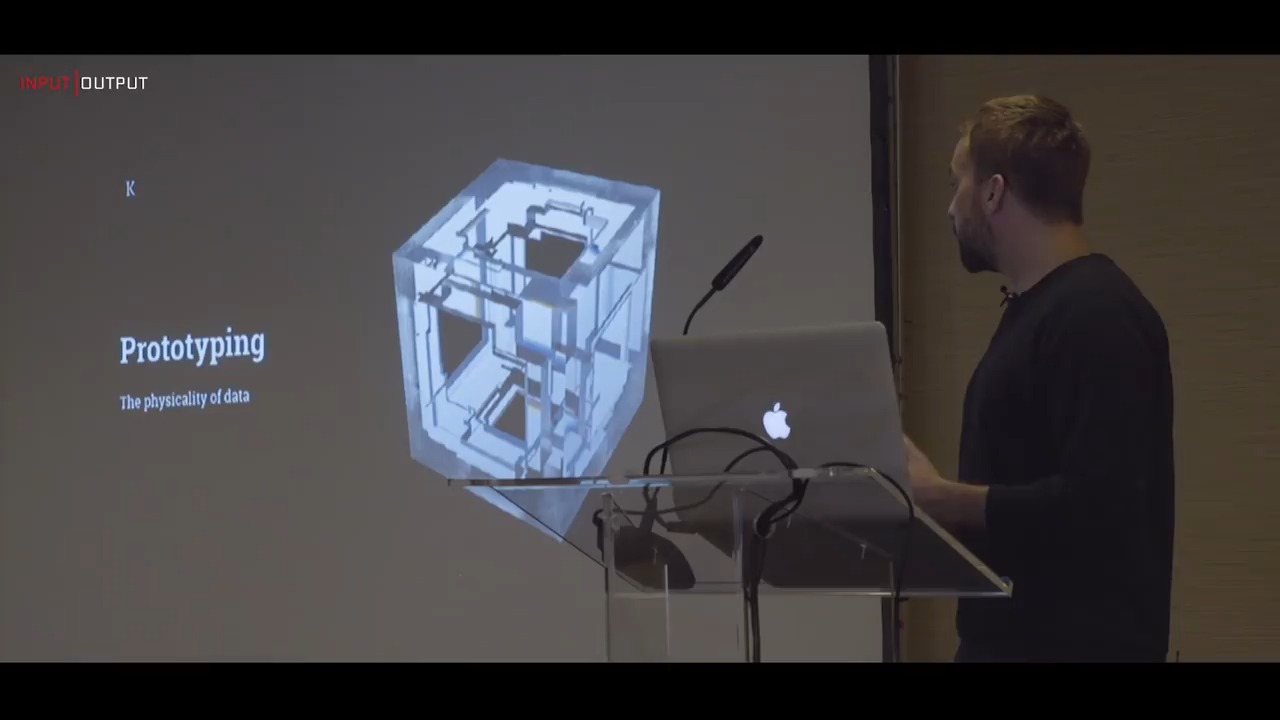 INPUT|OUTPUT
K
Prototyping
The physicality of data